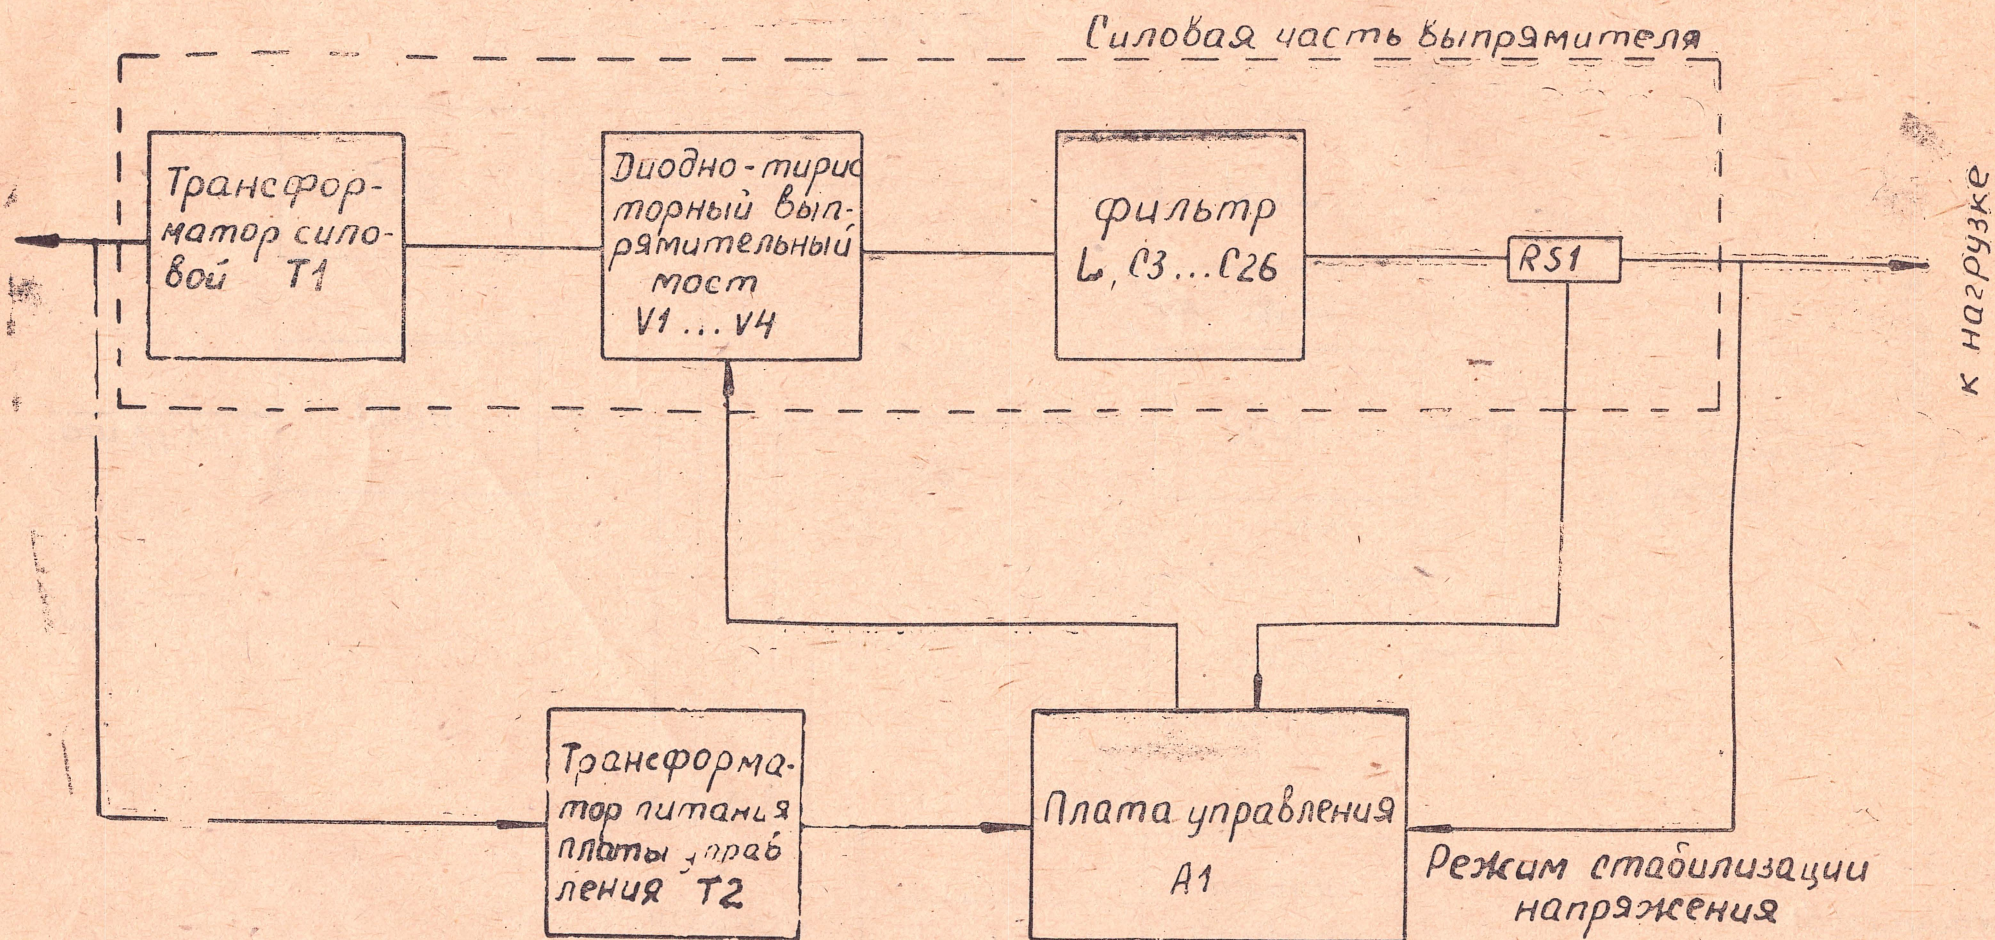 Силовая часть выпрямителя
Трансфор-
матор сило-
вой Т1
Диодно-тирис
торный вып-
рямительный
мост
V1...V4
фильтр
L, C3...C26
RS1
к нагрузке
Трансформа-
тор питания
платы управ
ления Т2
Плата управления
А1
Режим стабилизации
напряжения